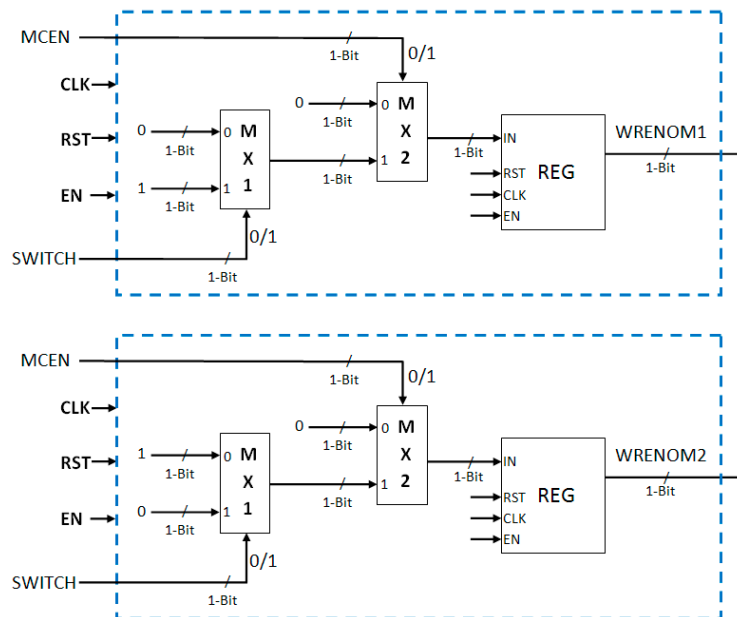 MCEN
1-Bit
0/1
CLK
0
0
M
X
2
0
1-Bit
0
M
X
1
1-Bit
RST
1-Bit
1-Bit
1
1-Bit
IN
WRENOM1
1-Bit
RST
REG
CLK
EN
EN
1
1
1-Bit
0/1
SWITCH
1-Bit
MCEN
1-Bit
0/1
CLK
0
0
M
X
2
1-Bit
1
0
M
X
1
RST
1-Bit
1-Bit
1
1-Bit
IN
WRENOM2
1-Bit
RST
REG
CLK
EN
EN
0
1
1-Bit
0/1
SWITCH
1-Bit